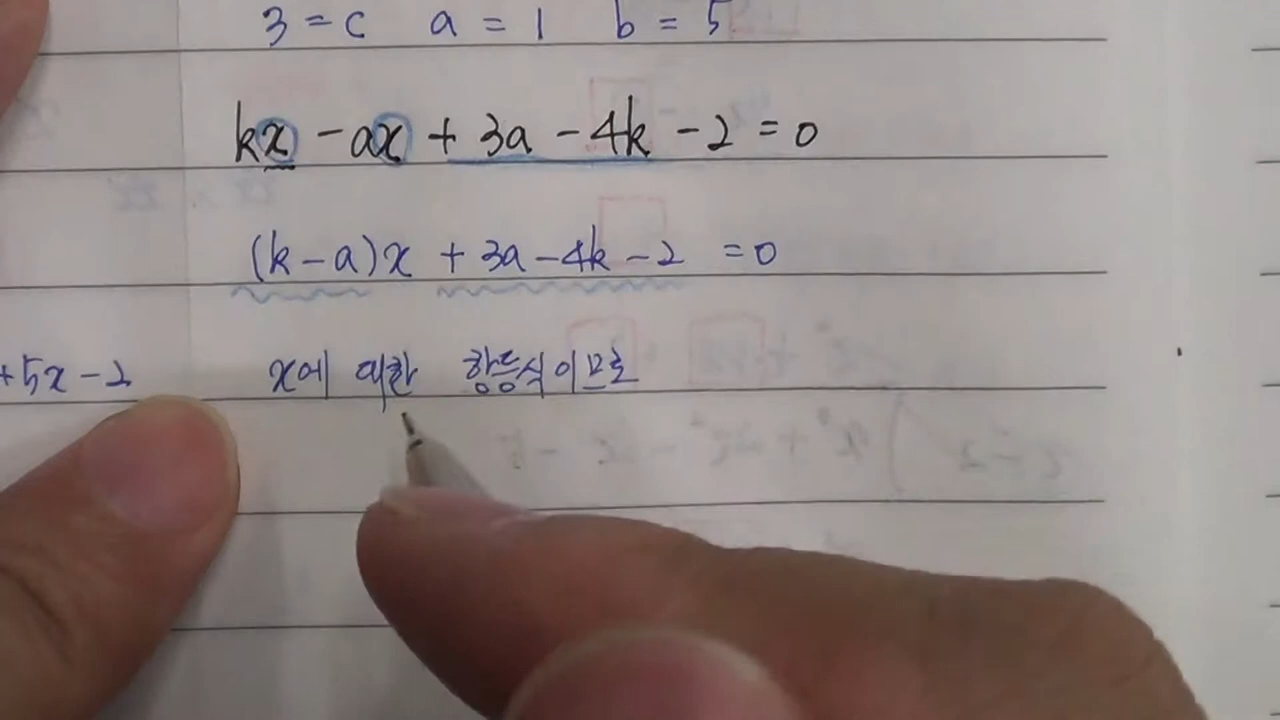 3 = c a = 1 b = 5
kx - ax + 3a - 4k - 2 = 0
(k - a)x + 3a - 4k - 2 = 0
+5x - 2
x에 대한 항등식이므로